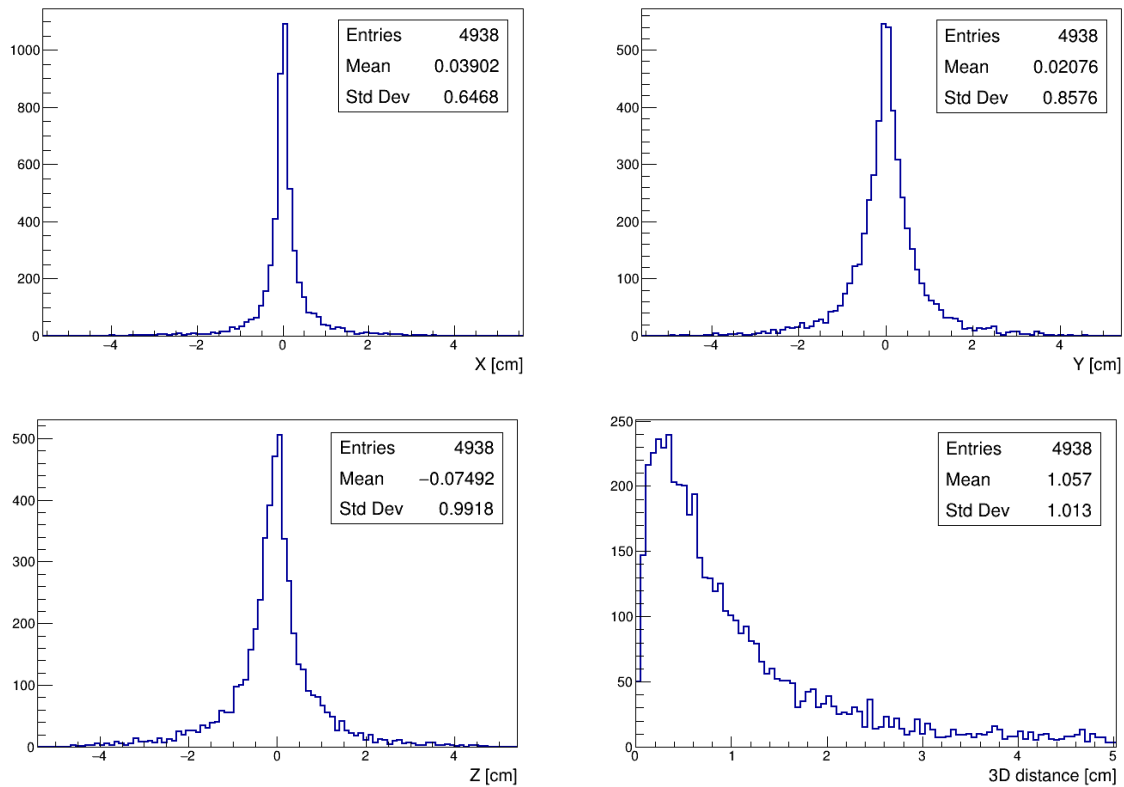 Entries 4938
Mean 0.03902
Std Dev 0.6468
1000
800
600
400
200
0
−4 −2 0 2 4
X [cm]
Entries 4938
Mean 0.02076
Std Dev 0.8576
500
400
300
200
100
0
−4 −2 0 2 4
Y [cm]
Entries 4938
Mean −0.07492
Std Dev 0.9918
500
400
300
200
100
0
−4 −2 0 2 4
Z [cm]
Entries 4938
Mean 1.057
Std Dev 1.013
250
200
150
100
50
0
0 1 2 3 4 5
3D distance [cm]